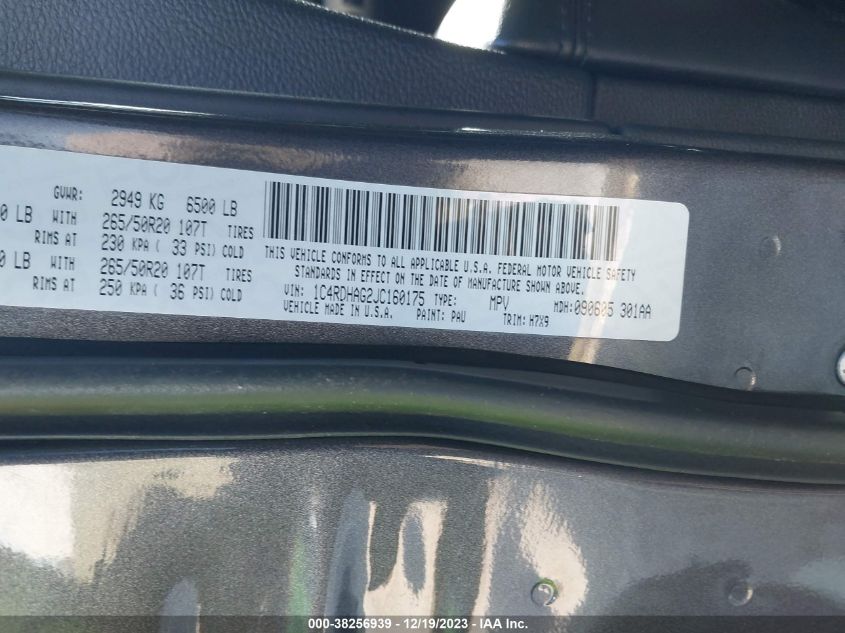 GVWR: 2949 KG 6500 LB
0 LB WITH 265/50R20 107T TIRES
RIMS AT 230 KPA ( 33 PSI) COLD
0 LB WITH 265/50R20 107T TIRES
RIMS AT 250 KPA ( 36 PSI) COLD
THIS VEHICLE CONFORMS TO ALL APPLICABLE U.S.A. FEDERAL MOTOR VEHICLE SAFETY
STANDARDS IN EFFECT ON THE DATE OF MANUFACTURE SHOWN ABOVE.
VIN: 1C4RDHAG2JC160175 TYPE: MPV MDH:090605 301AA
VEHICLE MADE IN U.S.A. PAINT: PAU TRIM: H7X9
000-38256939 - 12/19/2023 - IAA Inc.